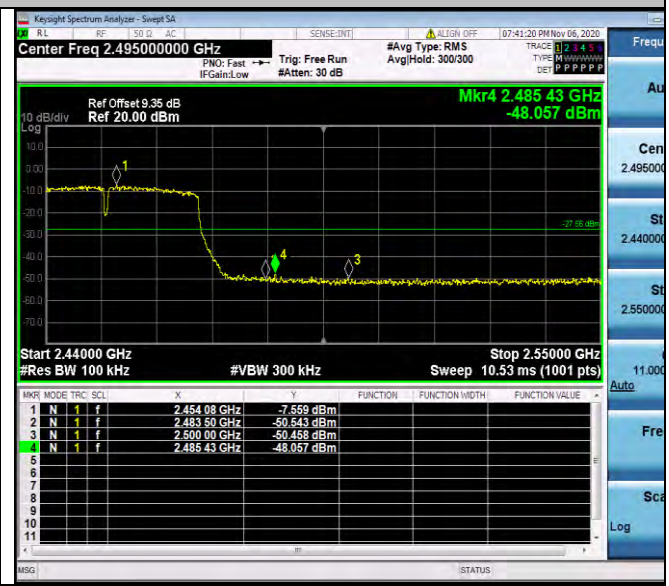 Keysight Spectrum Analyzer - Swept SA
RL RF 50 Ω AC SENSE:INT ALIGN OFF 07:41:20 PM Nov 06, 2020
Center Freq 2.495000000 GHz
PNO: Fast
IFGain:Low
Trig: Free Run
#Atten: 30 dB
#Avg Type: RMS
Avg|Hold: 300/300
TRACE 1 2 3 4 5 6
TYPE M W W W W W
DET P P P P P P
Frequ
Ref Offset 9.35 dB
Ref 20.00 dBm
10 dB/div
Log
Mkr4 2.485 43 GHz
-48.057 dBm
10.0
0.00
-10.0
-20.0
-30.0
-40.0
-50.0
-60.0
-70.0
1
4
3
-27.56 dBm
Start 2.44000 GHz
Stop 2.55000 GHz
#Res BW 100 kHz #VBW 300 kHz Sweep 10.53 ms (1001 pts)
MKR MODE TRC SCL X Y FUNCTION FUNCTION WIDTH FUNCTION VALUE
1 N 1 f 2.454 08 GHz -7.559 dBm
2 N 1 f 2.483 50 GHz -50.543 dBm
3 N 1 f 2.500 00 GHz -50.458 dBm
4 N 1 f 2.485 43 GHz -48.057 dBm
5
6
7
8
9
10
11
MSG STATUS
Au
Cen
2.495000
St
2.440000
St
2.550000
11.000
Auto
Fre
Sca
Log